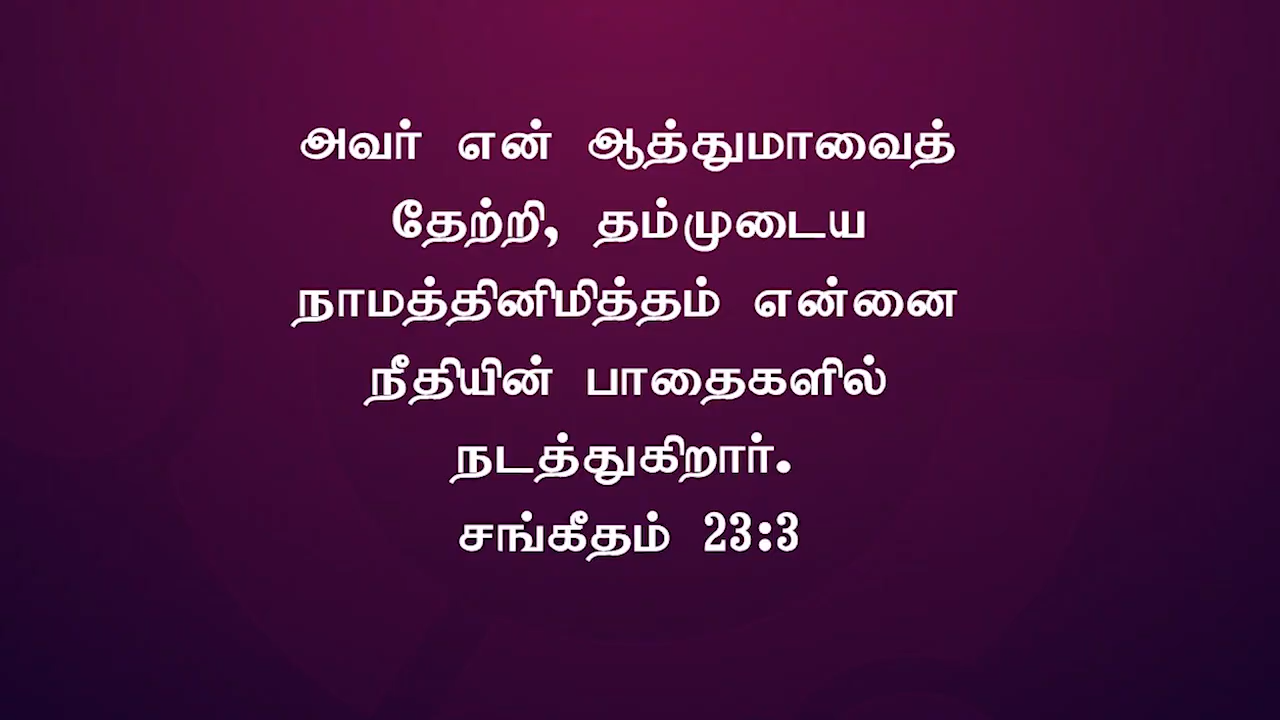 அவர் என் ஆத்துமாவைத்
தேற்றி, தம்முடைய
நாமத்தினிமித்தம் என்னை
நீதியின் பாதைகளில்
நடத்துகிறார்.
சங்கீதம் 23:3